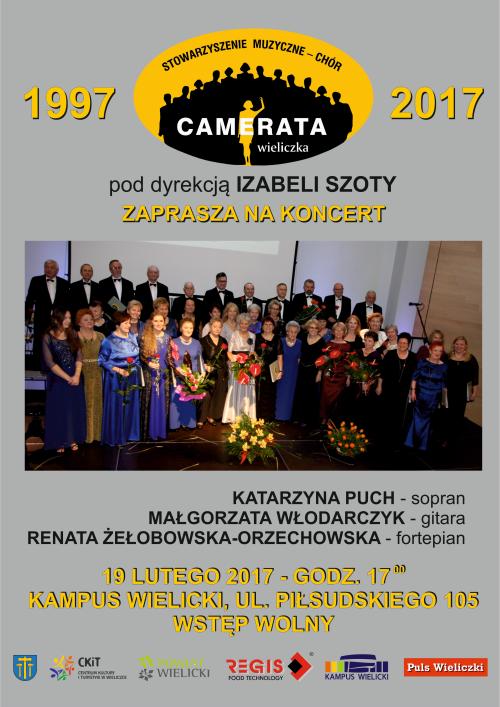 STOWARZYSZENIE MUZYCZNE – CHÓR
1997
CAMERATA
wieliczka
2017
pod dyrekcją IZABELI SZOTY
ZAPRASZA NA KONCERT
KATARZYNA PUCH - sopran
MAŁGORZATA WŁODARCZYK - gitara
RENATA ŻEŁOBOWSKA-ORZECHOWSKA - fortepian
19 LUTEGO 2017 - GODZ. 17 00
KAMPUS WIELICKI, UL. PIŁSUDSKIEGO 105
WSTĘP WOLNY
CKiT
CENTRUM KULTURY
I TURYSTYKI W WIELICZCE
POWIAT
WIELICKI
REGIS
FOOD TECHNOLOGY
KAMPUS WIELICKI
Puls Wieliczki